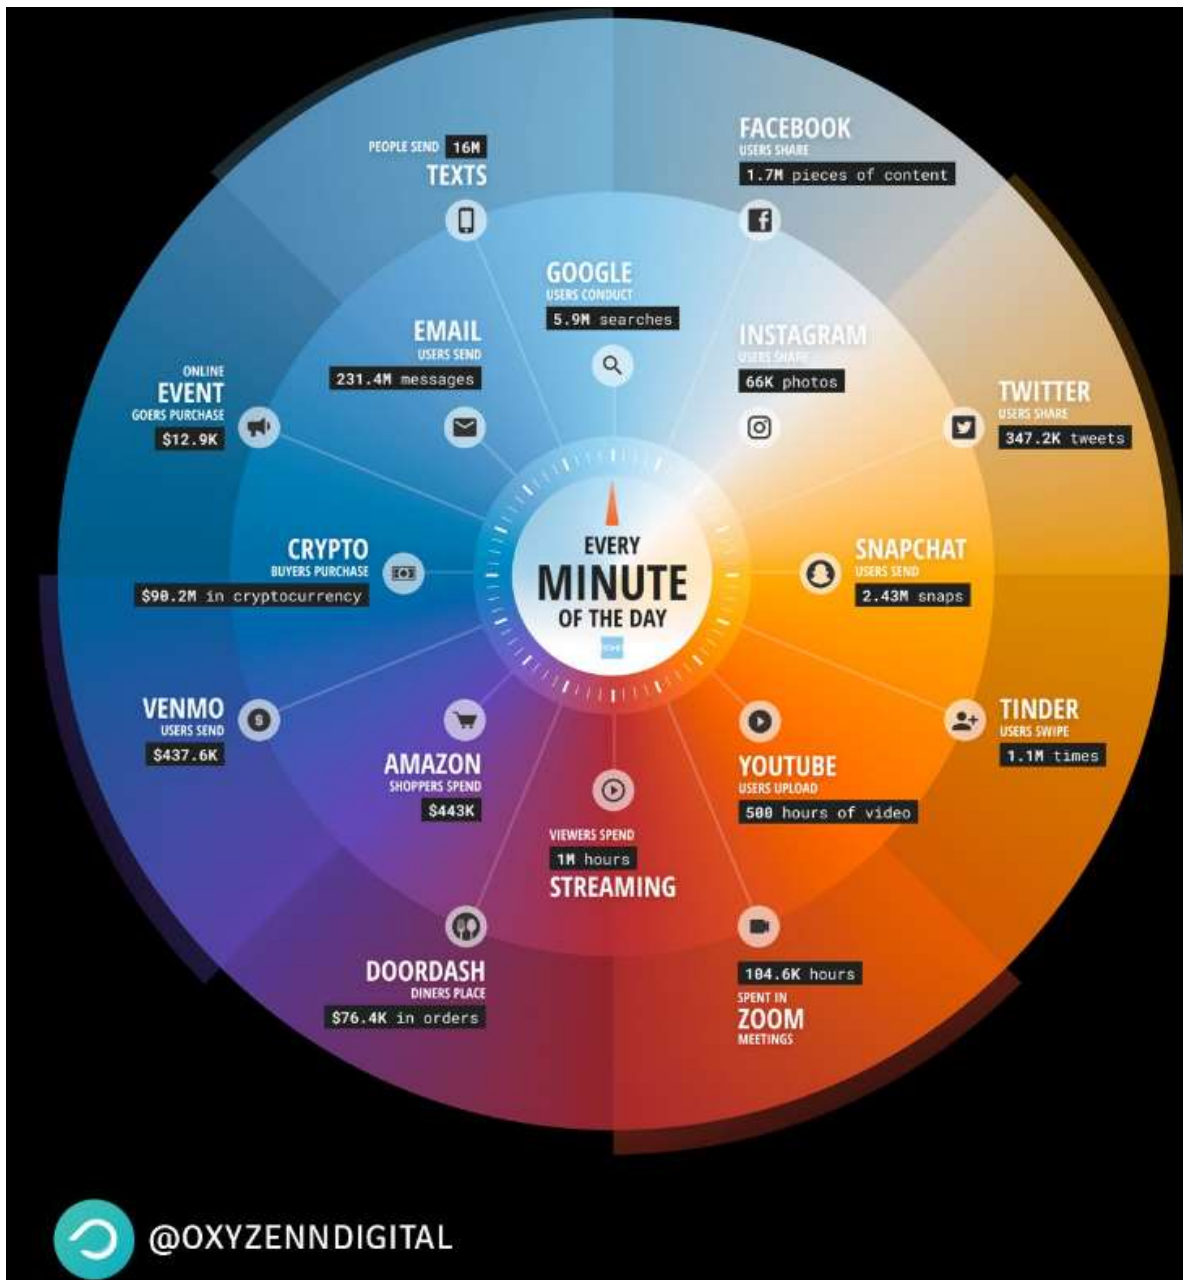 PEOPLE SEND 16M
TEXTS
FACEBOOK
USERS SHARE
1.7M pieces of content
GOOGLE
USERS CONDUCT
5.9M searches
EMAIL
USERS SEND
231.4M messages
INSTAGRAM
USERS SHARE
66K photos
ONLINE
EVENT
GOERS PURCHASE
$12.9K
TWITTER
USERS SHARE
347.2K tweets
CRYPTO
BUYERS PURCHASE
$90.2M in cryptocurrency
EVERY
MINUTE
OF THE DAY
SNAPCHAT
USERS SEND
2.43M snaps
VENMO
USERS SEND
$437.6K
AMAZON
SHOPPERS SPEND
$443K
VIEWERS SPEND
1M hours
STREAMING
YOUTUBE
USERS UPLOAD
500 hours of video
TINDER
USERS SWIPE
1.1M times
DOORDASH
DINERS PLACE
$76.4K in orders
104.6K hours
SPENT IN
ZOOM
MEETINGS
@OXYZENNDIGITAL